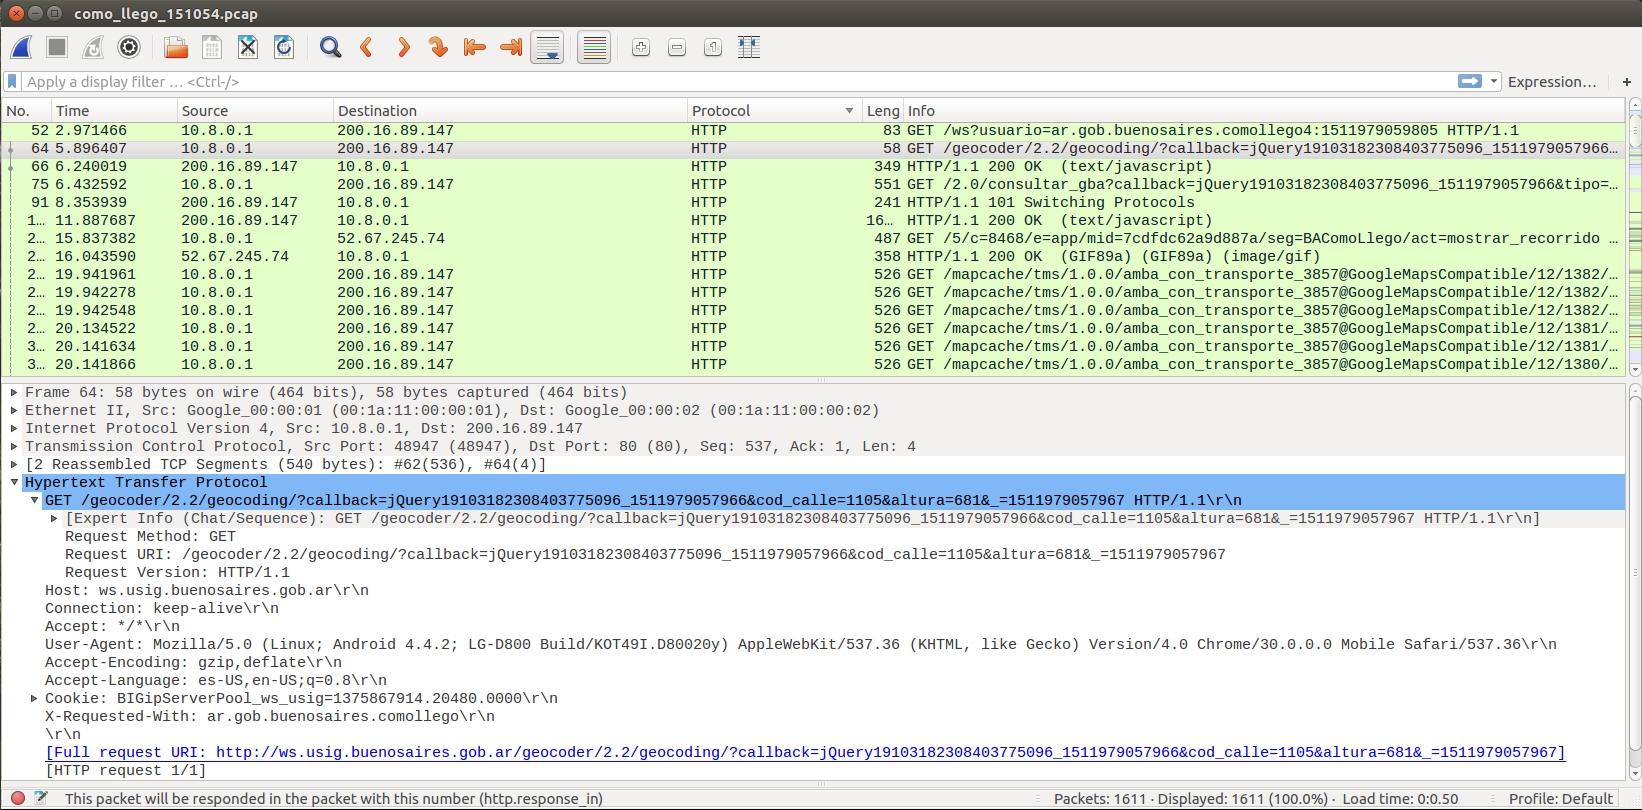 como_llego_151054.pcap
Apply a display filter … <Ctrl-/>
Expression…
+
No. Time Source Destination Protocol Leng Info
52 2.971466 10.8.0.1 200.16.89.147 HTTP 83 GET /ws?usuario=ar.gob.buenosaires.comollego4:1511979059805 HTTP/1.1
64 5.896407 10.8.0.1 200.16.89.147 HTTP 58 GET /geocoder/2.2/geocoding/?callback=jQuery19103182308403775096_1511979057966…
66 6.240019 200.16.89.147 10.8.0.1 HTTP 349 HTTP/1.1 200 OK  (text/javascript)
75 6.432592 10.8.0.1 200.16.89.147 HTTP 551 GET /2.0/consultar_gba?callback=jQuery19103182308403775096_1511979057966&tipo=…
91 8.353939 200.16.89.147 10.8.0.1 HTTP 241 HTTP/1.1 101 Switching Protocols
1… 11.887687 200.16.89.147 10.8.0.1 HTTP 16… HTTP/1.1 200 OK  (text/javascript)
2… 15.837382 10.8.0.1 52.67.245.74 HTTP 487 GET /5/c=8468/e=app/mid=7cdfdc62a9d887a/seg=BAComoLlego/act=mostrar_recorrido …
2… 16.043590 52.67.245.74 10.8.0.1 HTTP 358 HTTP/1.1 200 OK  (GIF89a) (GIF89a) (image/gif)
2… 19.941961 10.8.0.1 200.16.89.147 HTTP 526 GET /mapcache/tms/1.0.0/amba_con_transporte_3857@GoogleMapsCompatible/12/1382/…
2… 19.942278 10.8.0.1 200.16.89.147 HTTP 526 GET /mapcache/tms/1.0.0/amba_con_transporte_3857@GoogleMapsCompatible/12/1382/…
2… 19.942548 10.8.0.1 200.16.89.147 HTTP 526 GET /mapcache/tms/1.0.0/amba_con_transporte_3857@GoogleMapsCompatible/12/1382/…
2… 20.134522 10.8.0.1 200.16.89.147 HTTP 526 GET /mapcache/tms/1.0.0/amba_con_transporte_3857@GoogleMapsCompatible/12/1381/…
3… 20.141634 10.8.0.1 200.16.89.147 HTTP 526 GET /mapcache/tms/1.0.0/amba_con_transporte_3857@GoogleMapsCompatible/12/1381/…
3… 20.141866 10.8.0.1 200.16.89.147 HTTP 526 GET /mapcache/tms/1.0.0/amba_con_transporte_3857@GoogleMapsCompatible/12/1380/…
Frame 64: 58 bytes on wire (464 bits), 58 bytes captured (464 bits)
Ethernet II, Src: Google_00:00:01 (00:1a:11:00:00:01), Dst: Google_00:00:02 (00:1a:11:00:00:02)
Internet Protocol Version 4, Src: 10.8.0.1, Dst: 200.16.89.147
Transmission Control Protocol, Src Port: 48947 (48947), Dst Port: 80 (80), Seq: 537, Ack: 1, Len: 4
[2 Reassembled TCP Segments (540 bytes): #62(536), #64(4)]
Hypertext Transfer Protocol
GET /geocoder/2.2/geocoding/?callback=jQuery19103182308403775096_1511979057966&cod_calle=1105&altura=681&_=1511979057967 HTTP/1.1\r\n
[Expert Info (Chat/Sequence): GET /geocoder/2.2/geocoding/?callback=jQuery19103182308403775096_1511979057966&cod_calle=1105&altura=681&_=1511979057967 HTTP/1.1\r\n]
Request Method: GET
Request URI: /geocoder/2.2/geocoding/?callback=jQuery19103182308403775096_1511979057966&cod_calle=1105&altura=681&_=1511979057967
Request Version: HTTP/1.1
Host: ws.usig.buenosaires.gob.ar\r\n
Connection: keep-alive\r\n
Accept: */*\r\n
User-Agent: Mozilla/5.0 (Linux; Android 4.4.2; LG-D800 Build/KOT49I.D80020y) AppleWebKit/537.36 (KHTML, like Gecko) Version/4.0 Chrome/30.0.0.0 Mobile Safari/537.36\r\n
Accept-Encoding: gzip,deflate\r\n
Accept-Language: es-US,en-US;q=0.8\r\n
Cookie: BIGipServerPool_ws_usig=1375867914.20480.0000\r\n
X-Requested-With: ar.gob.buenosaires.comollego\r\n
\r\n
[Full request URI: http://ws.usig.buenosaires.gob.ar/geocoder/2.2/geocoding/?callback=jQuery19103182308403775096_1511979057966&cod_calle=1105&altura=681&_=1511979057967]
[HTTP request 1/1]
This packet will be responded in the packet with this number (http.response_in)
Packets: 1611 · Displayed: 1611 (100.0%) · Load time: 0:0.50
Profile: Default